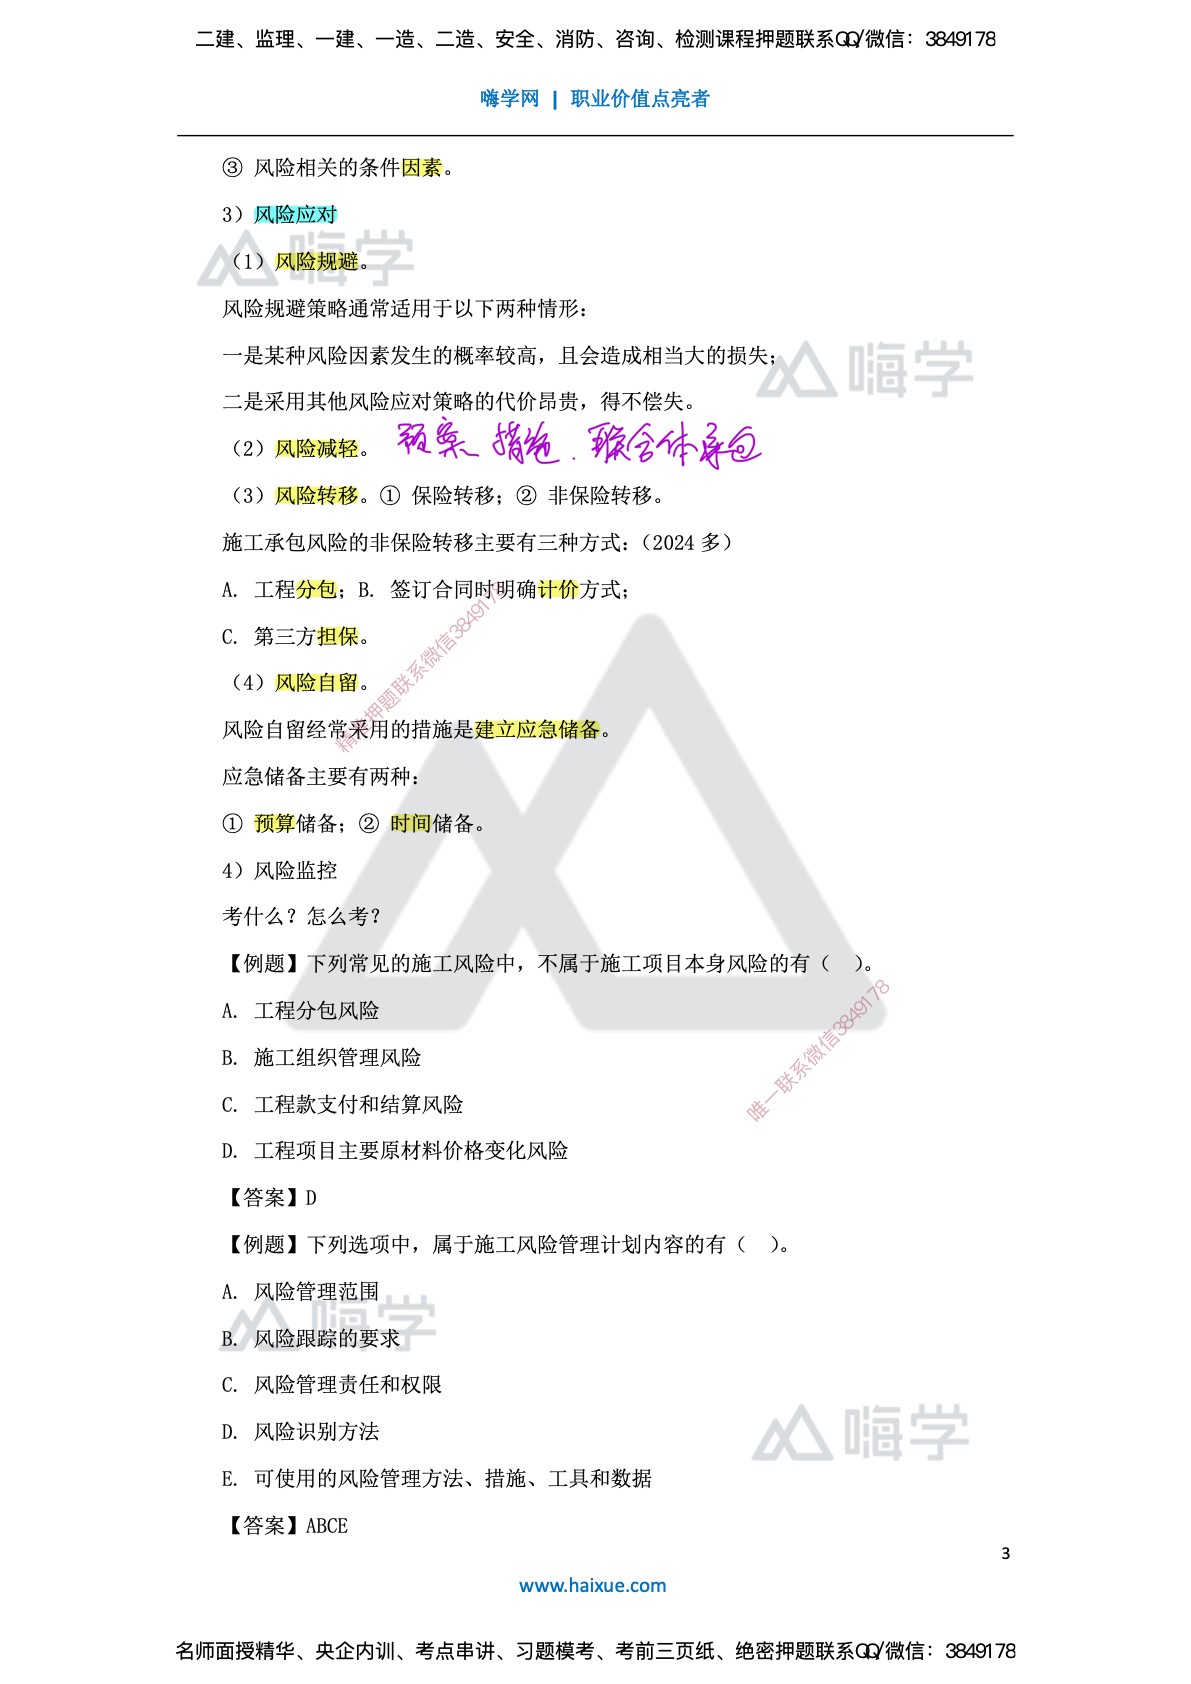 二建、监理、一建、一造、二造、安全、消防、咨询、检测课程押题联系QQ/微信：3849178
嗨学网 | 职业价值点亮者
③ 风险相关的条件因素。
3）风险应对
嗨学
（1）风险规避。
风险规避策略通常适用于以下两种情形：
一是某种风险因素发生的概率较高，且会造成相当大的损失；
嗨学
二是采用其他风险应对策略的代价昂贵，得不偿失。
（2）风险减轻。 预案、措施．联合体承包
（3）风险转移。① 保险转移；② 非保险转移。
施工承包风险的非保险转移主要有三种方式：（2024 多）
A. 工程分包；B. 签订合同时明确计价方式；
C. 第三方担保。
精准押题联系微信3849178
（4）风险自留。
风险自留经常采用的措施是建立应急储备。
应急储备主要有两种：
① 预算储备；② 时间储备。
4）风险监控
考什么？怎么考？
【例题】下列常见的施工风险中，不属于施工项目本身风险的有（ ）。
A. 工程分包风险
B. 施工组织管理风险
唯一联系微信3849178
C. 工程款支付和结算风险
D. 工程项目主要原材料价格变化风险
【答案】D
【例题】下列选项中，属于施工风险管理计划内容的有（ ）。
A. 风险管理范围
嗨学
B. 风险跟踪的要求
C. 风险管理责任和权限
D. 风险识别方法
嗨学
E. 可使用的风险管理方法、措施、工具和数据
【答案】ABCE
3
www.haixue.com
名师面授精华、央企内训、考点串讲、习题模考、考前三页纸、绝密押题联系QQ/微信：3849178